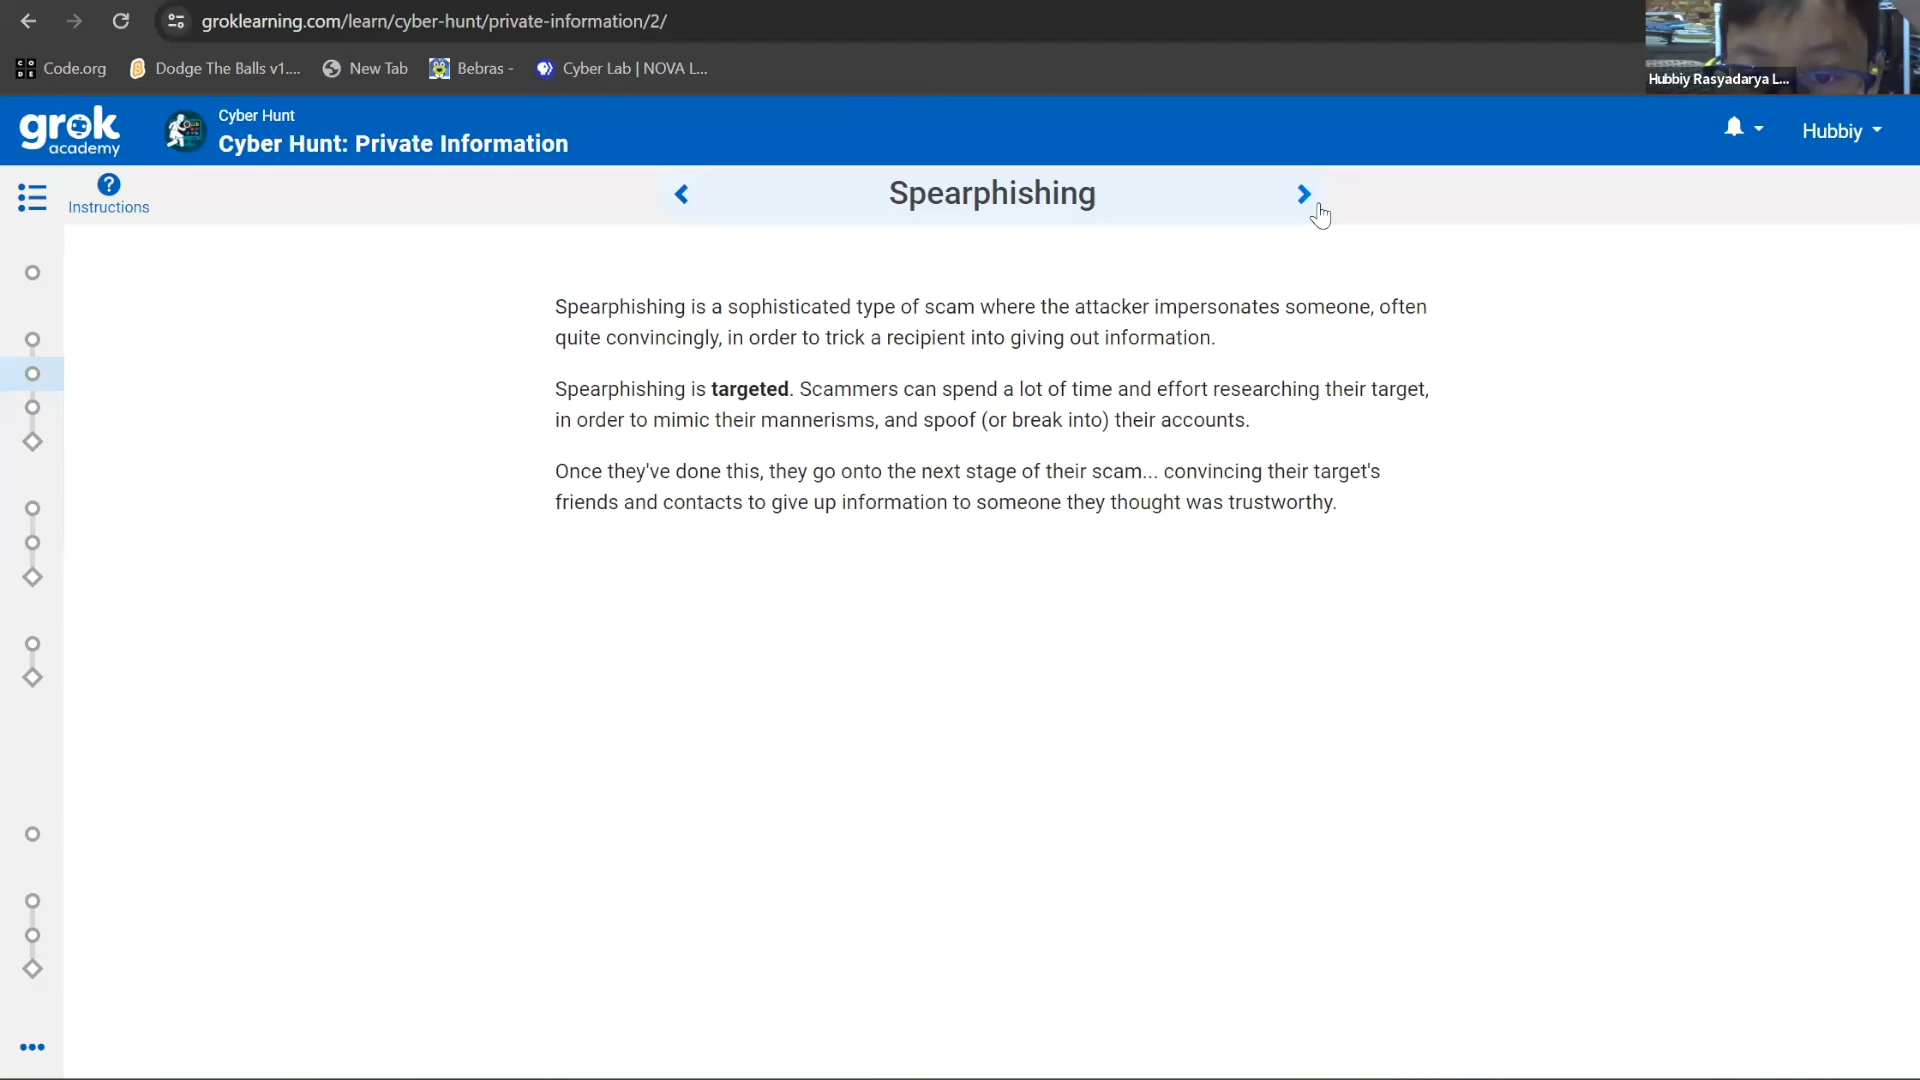 groklearning.com/learn/cyber-hunt/private-information/2/
CO
DE
Code.org
Dodge The Balls v1....
New Tab
Bebras -
Cyber Lab | NOVA L...
Hubbiy Rasyadarya L...
grok
academy
Cyber Hunt
Cyber Hunt: Private Information
Hubbiy
?
Instructions
Spearphishing
Spearphishing is a sophisticated type of scam where the attacker impersonates someone, often
quite convincingly, in order to trick a recipient into giving out information.
Spearphishing is targeted. Scammers can spend a lot of time and effort researching their target,
in order to mimic their mannerisms, and spoof (or break into) their accounts.
Once they've done this, they go onto the next stage of their scam... convincing their target's
friends and contacts to give up information to someone they thought was trustworthy.